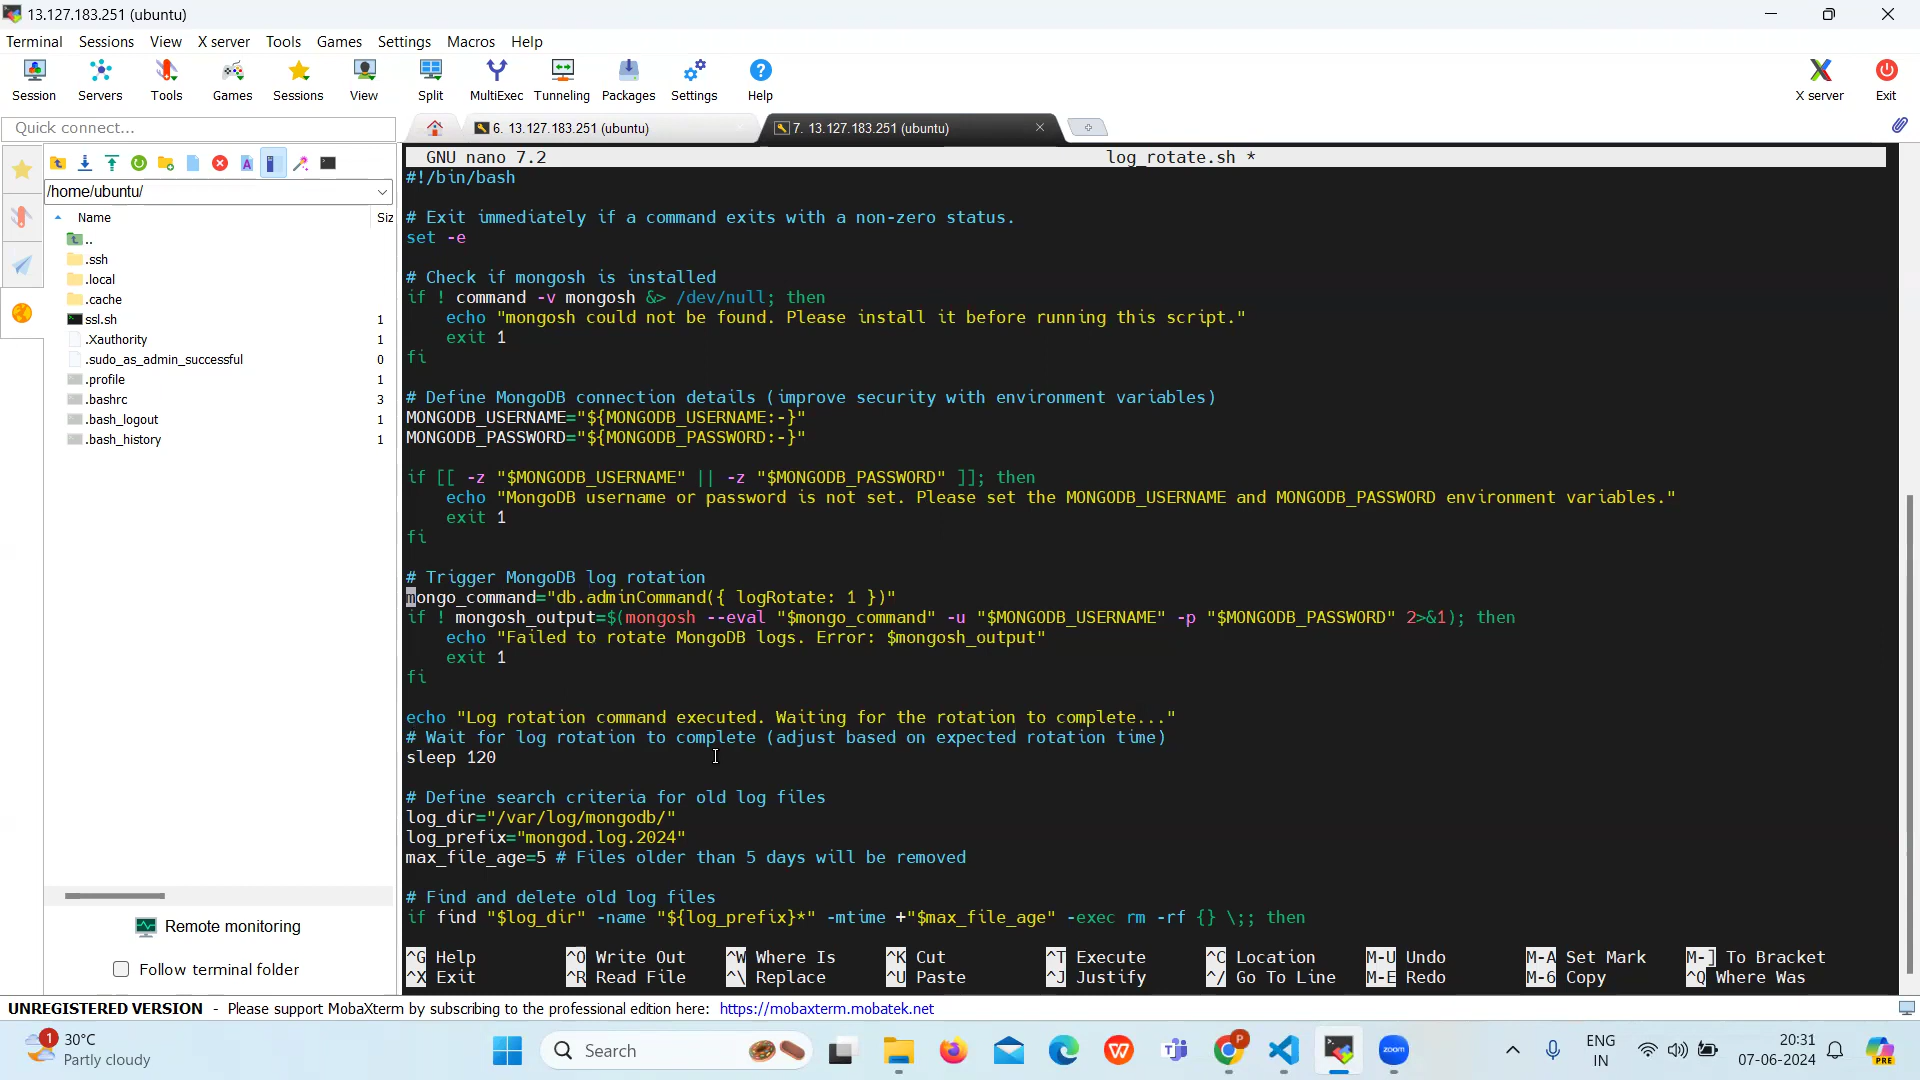 13.127.183.251 (ubuntu)
Terminal Sessions View X server Tools Games Settings Macros Help
Session Servers Tools Games Sessions View Split MultiExec Tunneling Packages Settings Help X server Exit
Quick connect...
6. 13.127.183.251 (ubuntu)
7. 13.127.183.251 (ubuntu)
/home/ubuntu/
Name Siz
..
.ssh
.local
.cache
ssl.sh 1
.Xauthority 1
.sudo_as_admin_successful 0
.profile 1
.bashrc 3
.bash_logout 1
.bash_history 1
Remote monitoring
Follow terminal folder
GNU nano 7.2 log_rotate.sh *
#!/bin/bash
# Exit immediately if a command exits with a non-zero status.
set -e
# Check if mongosh is installed
if ! command -v mongosh &> /dev/null; then
echo "mongosh could not be found. Please install it before running this script."
exit 1
fi
# Define MongoDB connection details (improve security with environment variables)
MONGODB_USERNAME="${MONGODB_USERNAME:-}"
MONGODB_PASSWORD="${MONGODB_PASSWORD:-}"
if [[ -z "$MONGODB_USERNAME" || -z "$MONGODB_PASSWORD" ]]; then
echo "MongoDB username or password is not set. Please set the MONGODB_USERNAME and MONGODB_PASSWORD environment variables."
exit 1
fi
# Trigger MongoDB log rotation
mongo_command="db.adminCommand({ logRotate: 1 })"
if ! mongosh_output=$(mongosh --eval "$mongo_command" -u "$MONGODB_USERNAME" -p "$MONGODB_PASSWORD" 2>&1); then
echo "Failed to rotate MongoDB logs. Error: $mongosh_output"
exit 1
fi
echo "Log rotation command executed. Waiting for the rotation to complete..."
# Wait for log rotation to complete (adjust based on expected rotation time)
sleep 120
# Define search criteria for old log files
log_dir="/var/log/mongodb/"
log_prefix="mongod.log.2024"
max_file_age=5 # Files older than 5 days will be removed
# Find and delete old log files
if find "$log_dir" -name "${log_prefix}*" -mtime +"$max_file_age" -exec rm -rf {} \;; then
^G Help ^O Write Out ^W Where Is ^K Cut ^T Execute ^C Location M-U Undo M-A Set Mark M-] To Bracket
^X Exit ^R Read File ^\ Replace ^U Paste ^J Justify ^/ Go To Line M-E Redo M-6 Copy ^Q Where Was
UNREGISTERED VERSION - Please support MobaXterm by subscribing to the professional edition here: https://mobaxterm.mobatek.net
1
30°C
Partly cloudy
Search
P
zoom
ENG
IN
20:31
07-06-2024
PRE